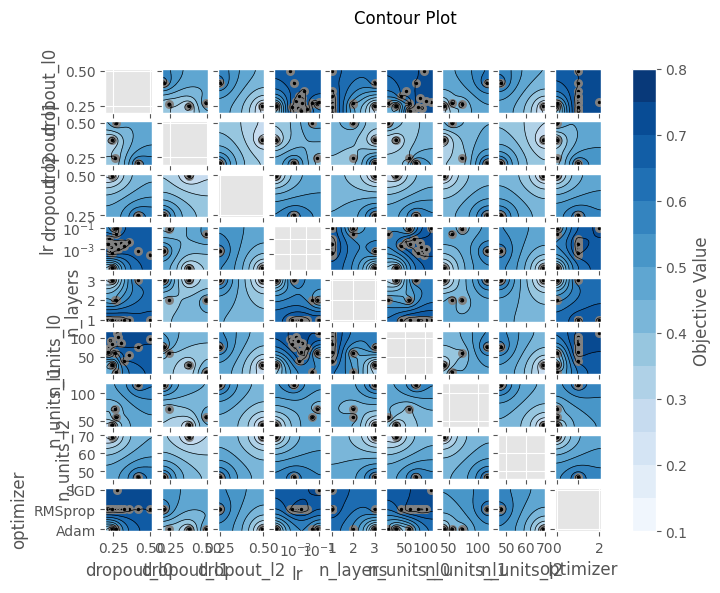 Contour Plot
dropout_l0
0.50
0.25
dropout_l1
0.50
0.25
dropout_l2
0.50
0.25
lr
10⁻¹
10⁻³
n_layers
3
2
1
n_units_l0
100
50
n_units_l1
100
50
n_units_l2
70
60
50
optimizer
SGD
RMSprop
Adam
0.25 0.50 0.25 0.50 0.25 0.50 10⁻³ 10⁻¹ 1 2 3 50 100 50 100 50 60 70 0 2
dropout_l0 dropout_l1 dropout_l2 lr n_layers n_units_l0 n_units_l1 n_units_l2 optimizer
0.8
0.7
0.6
0.5
0.4
0.3
0.2
0.1
Objective Value